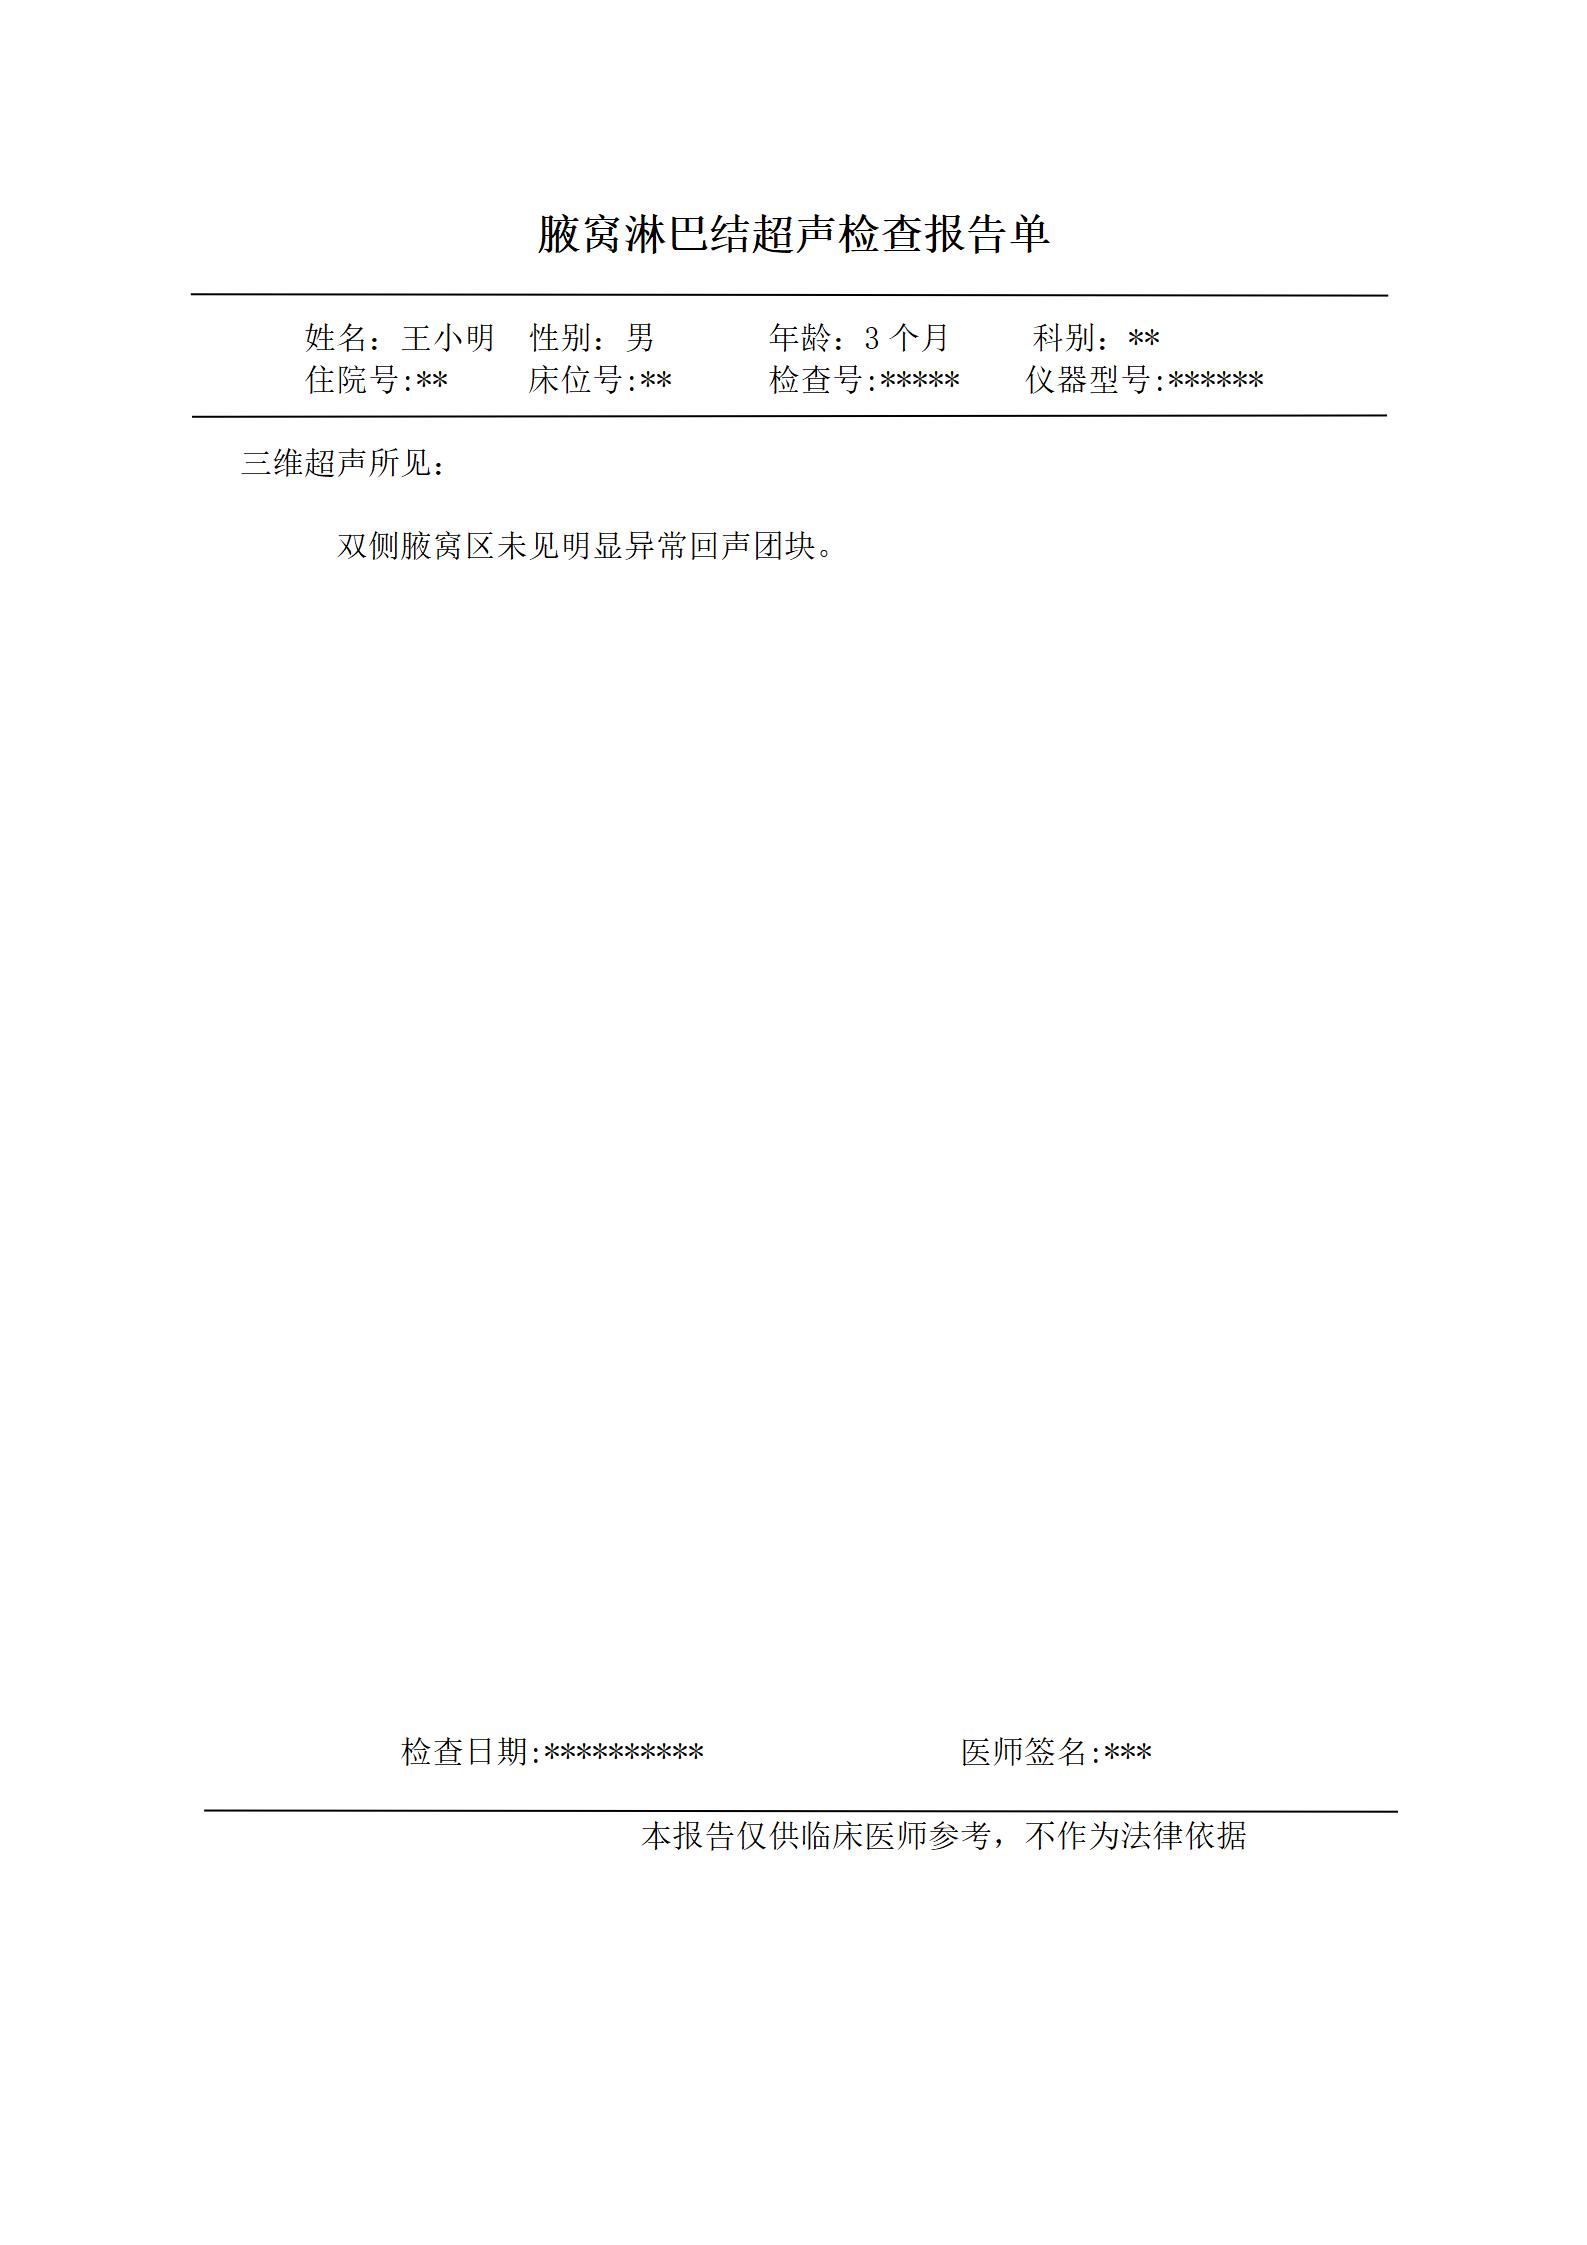 腋窝淋巴结超声检查报告单
姓名：王小明 性别：男 年龄：3 个月 科别：**
住院号:** 床位号:** 检查号:***** 仪器型号:******
三维超声所见：
双侧腋窝区未见明显异常回声团块。
检查日期:********** 医师签名:***
本报告仅供临床医师参考，不作为法律依据